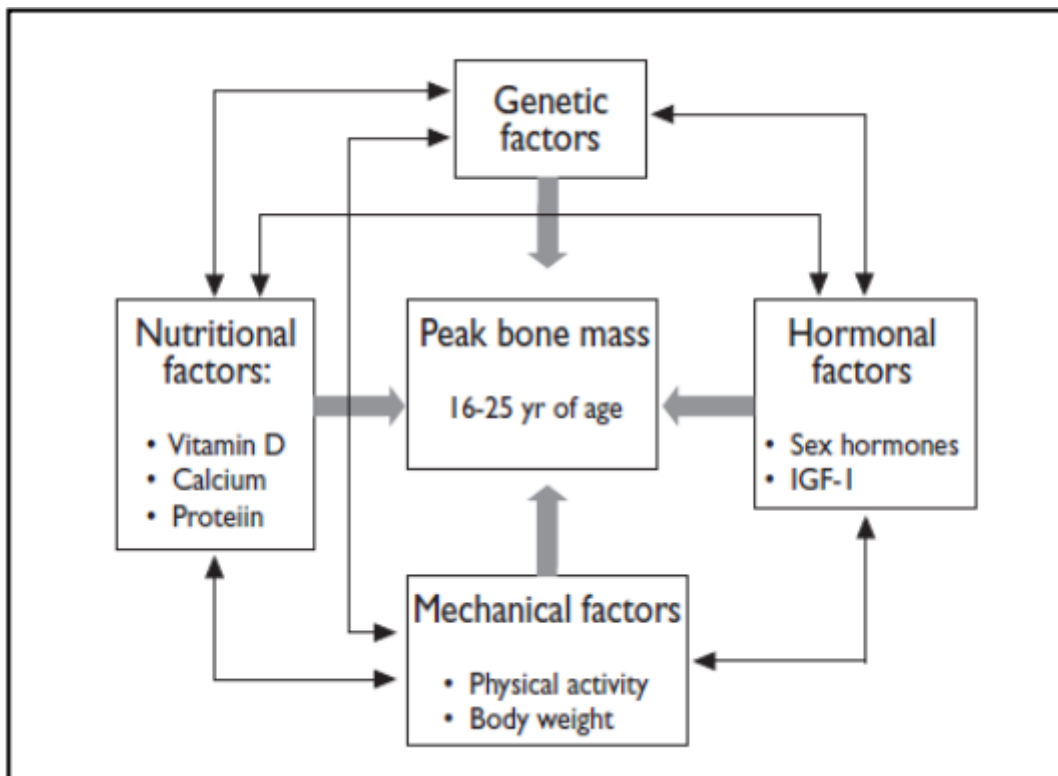 Genetic
factors
Nutritional
factors:
• Vitamin D
• Calcium
• Proteiin
Peak bone mass
16-25 yr of age
Hormonal
factors
• Sex hormones
• IGF-1
Mechanical factors
• Physical activity
• Body weight